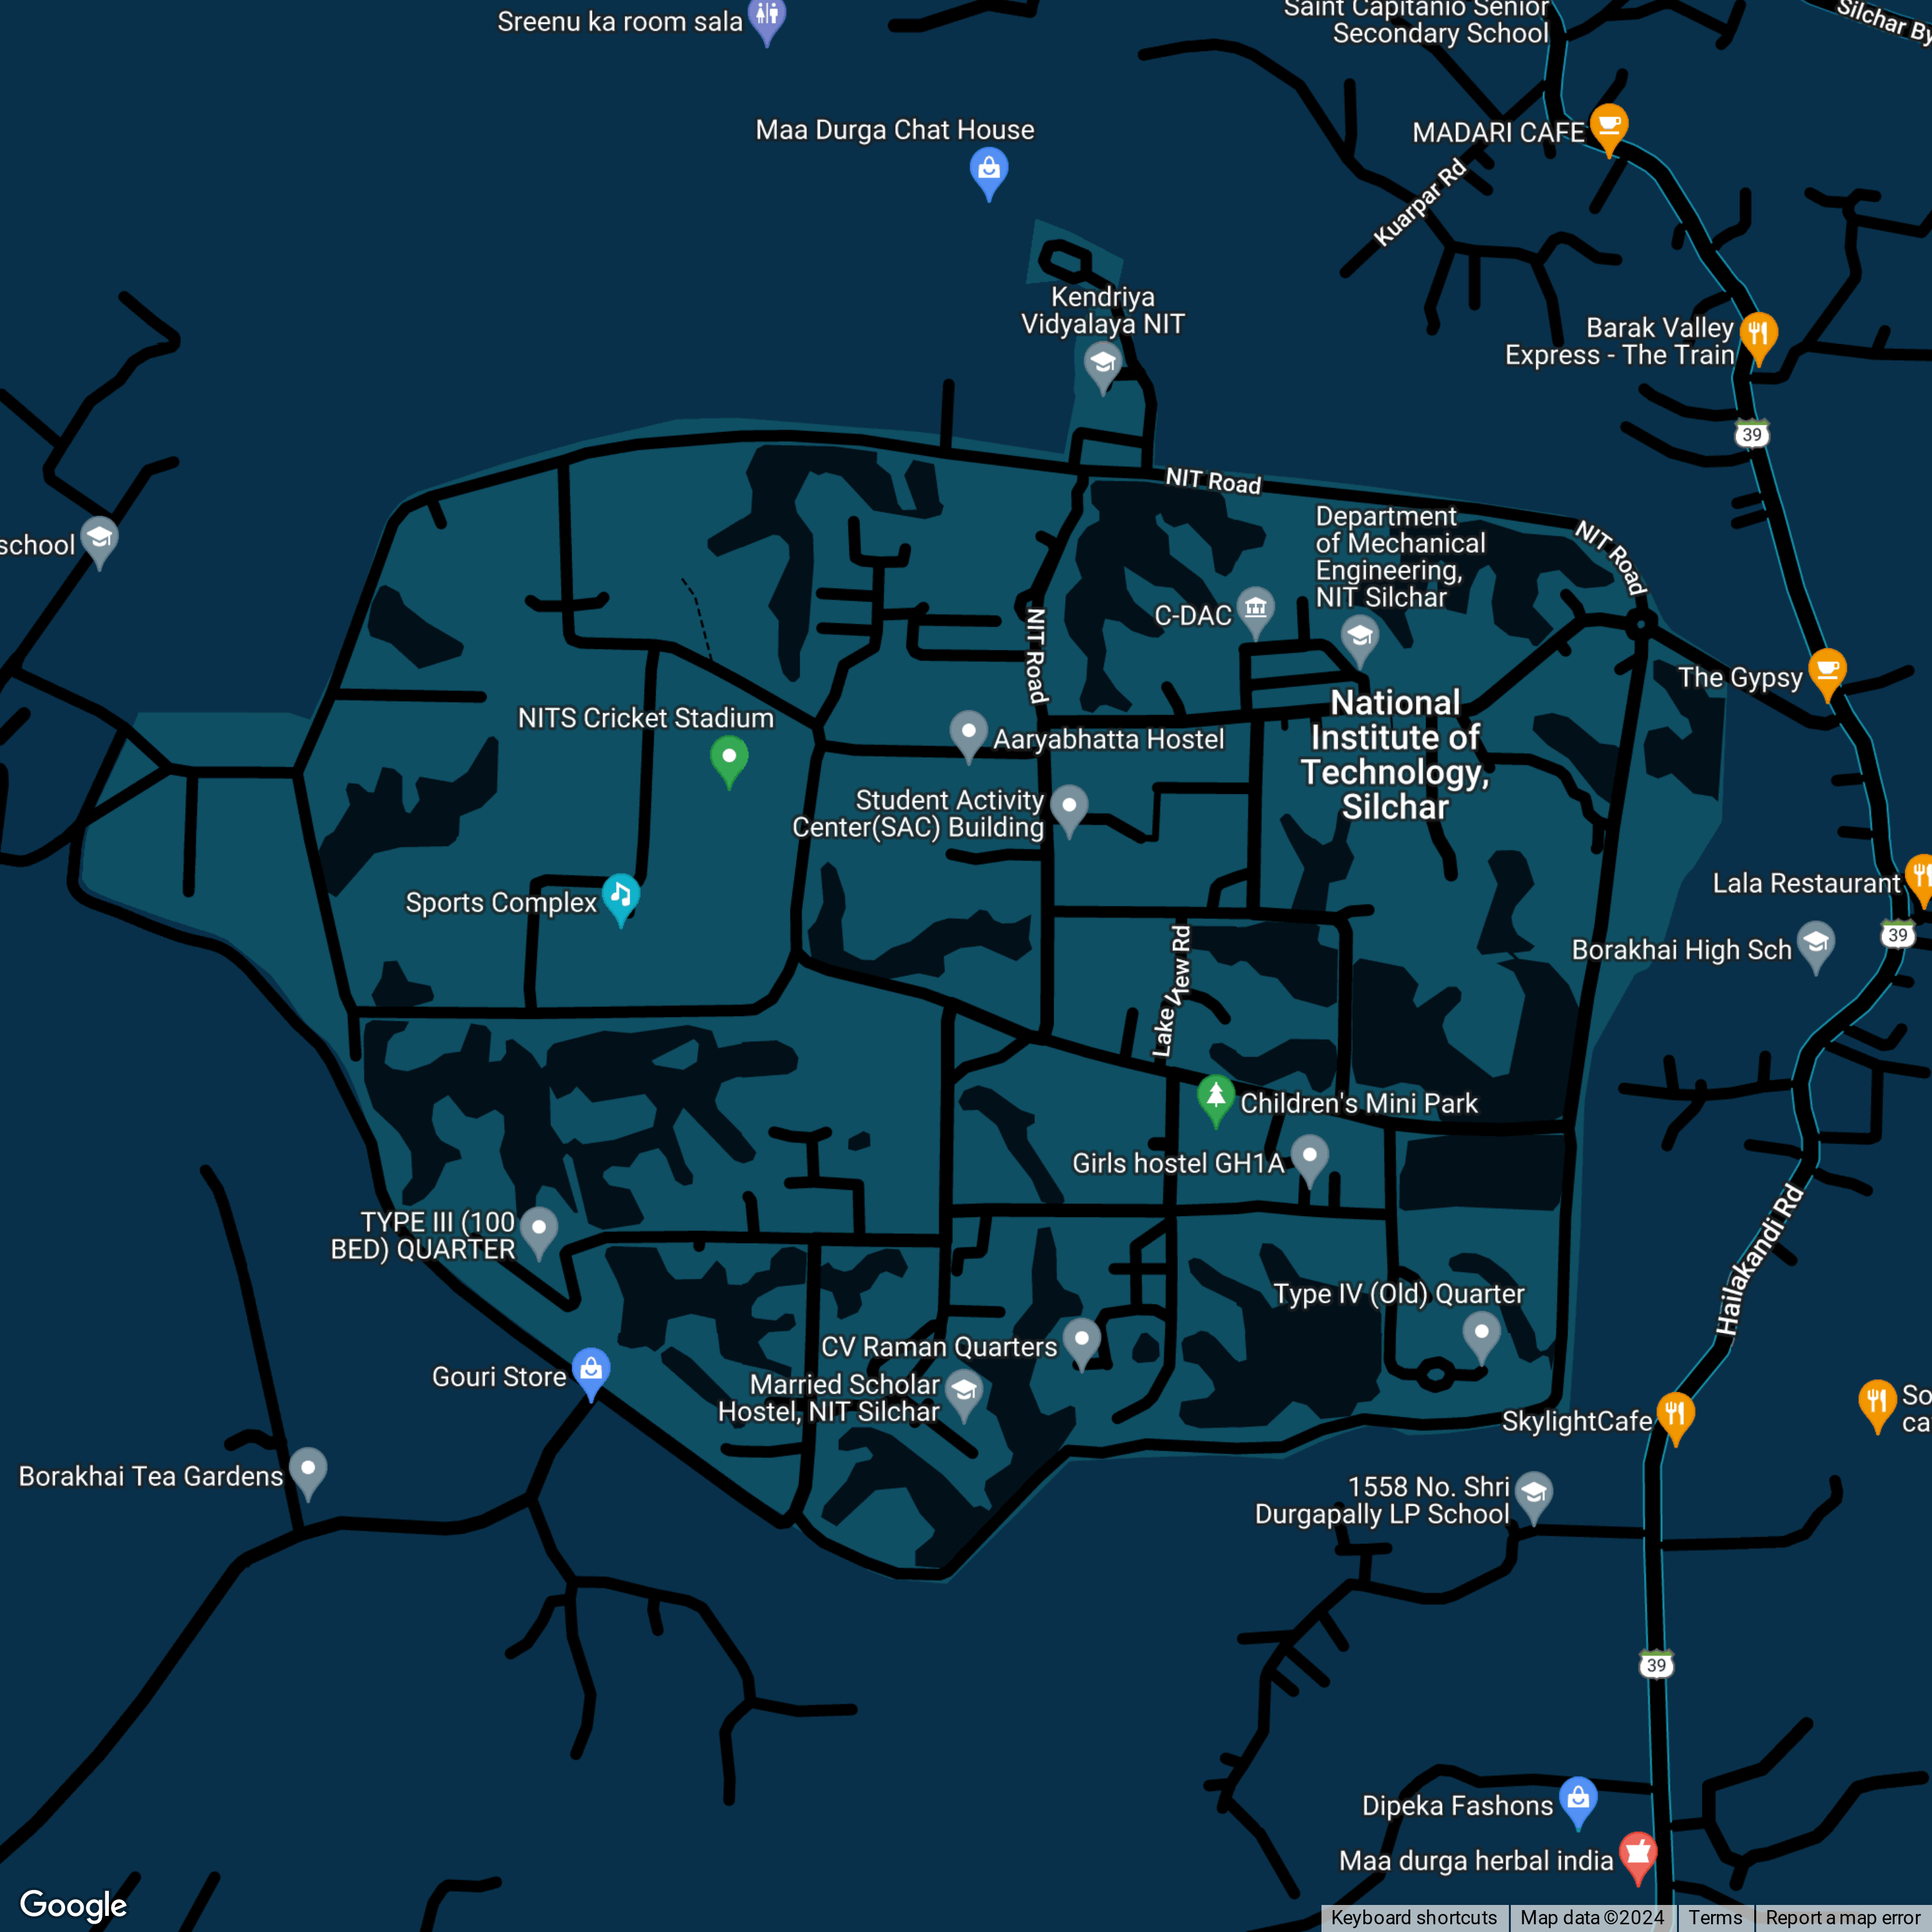 Sreenu ka room sala
Saint Capitanio Senior
Secondary School
Silchar By
Maa Durga Chat House
MADARI CAFE
Kuarpar Rd
Kendriya
Vidyalaya NIT
Barak Valley
Express - The Train
39
NIT Road
Department
of Mechanical
Engineering,
NIT Silchar
NIT Road
school
C-DAC
NIT Road
The Gypsy
National
Institute of
Technology,
Silchar
NITS Cricket Stadium
Aaryabhatta Hostel
Student Activity
Center(SAC) Building
Lala Restaurant
Sports Complex
39
Borakhai High Sch
Lake View Rd
Children's Mini Park
Girls hostel GH1A
TYPE III (100
BED) QUARTER
Hailakandi Rd
Type IV (Old) Quarter
CV Raman Quarters
Gouri Store
Married Scholar
Hostel, NIT Silchar
SkylightCafe
So
ca
Borakhai Tea Gardens
1558 No. Shri
Durgapally LP School
39
Dipeka Fashons
Maa durga herbal india
Google
Keyboard shortcuts
Map data ©2024
Terms
Report a map error